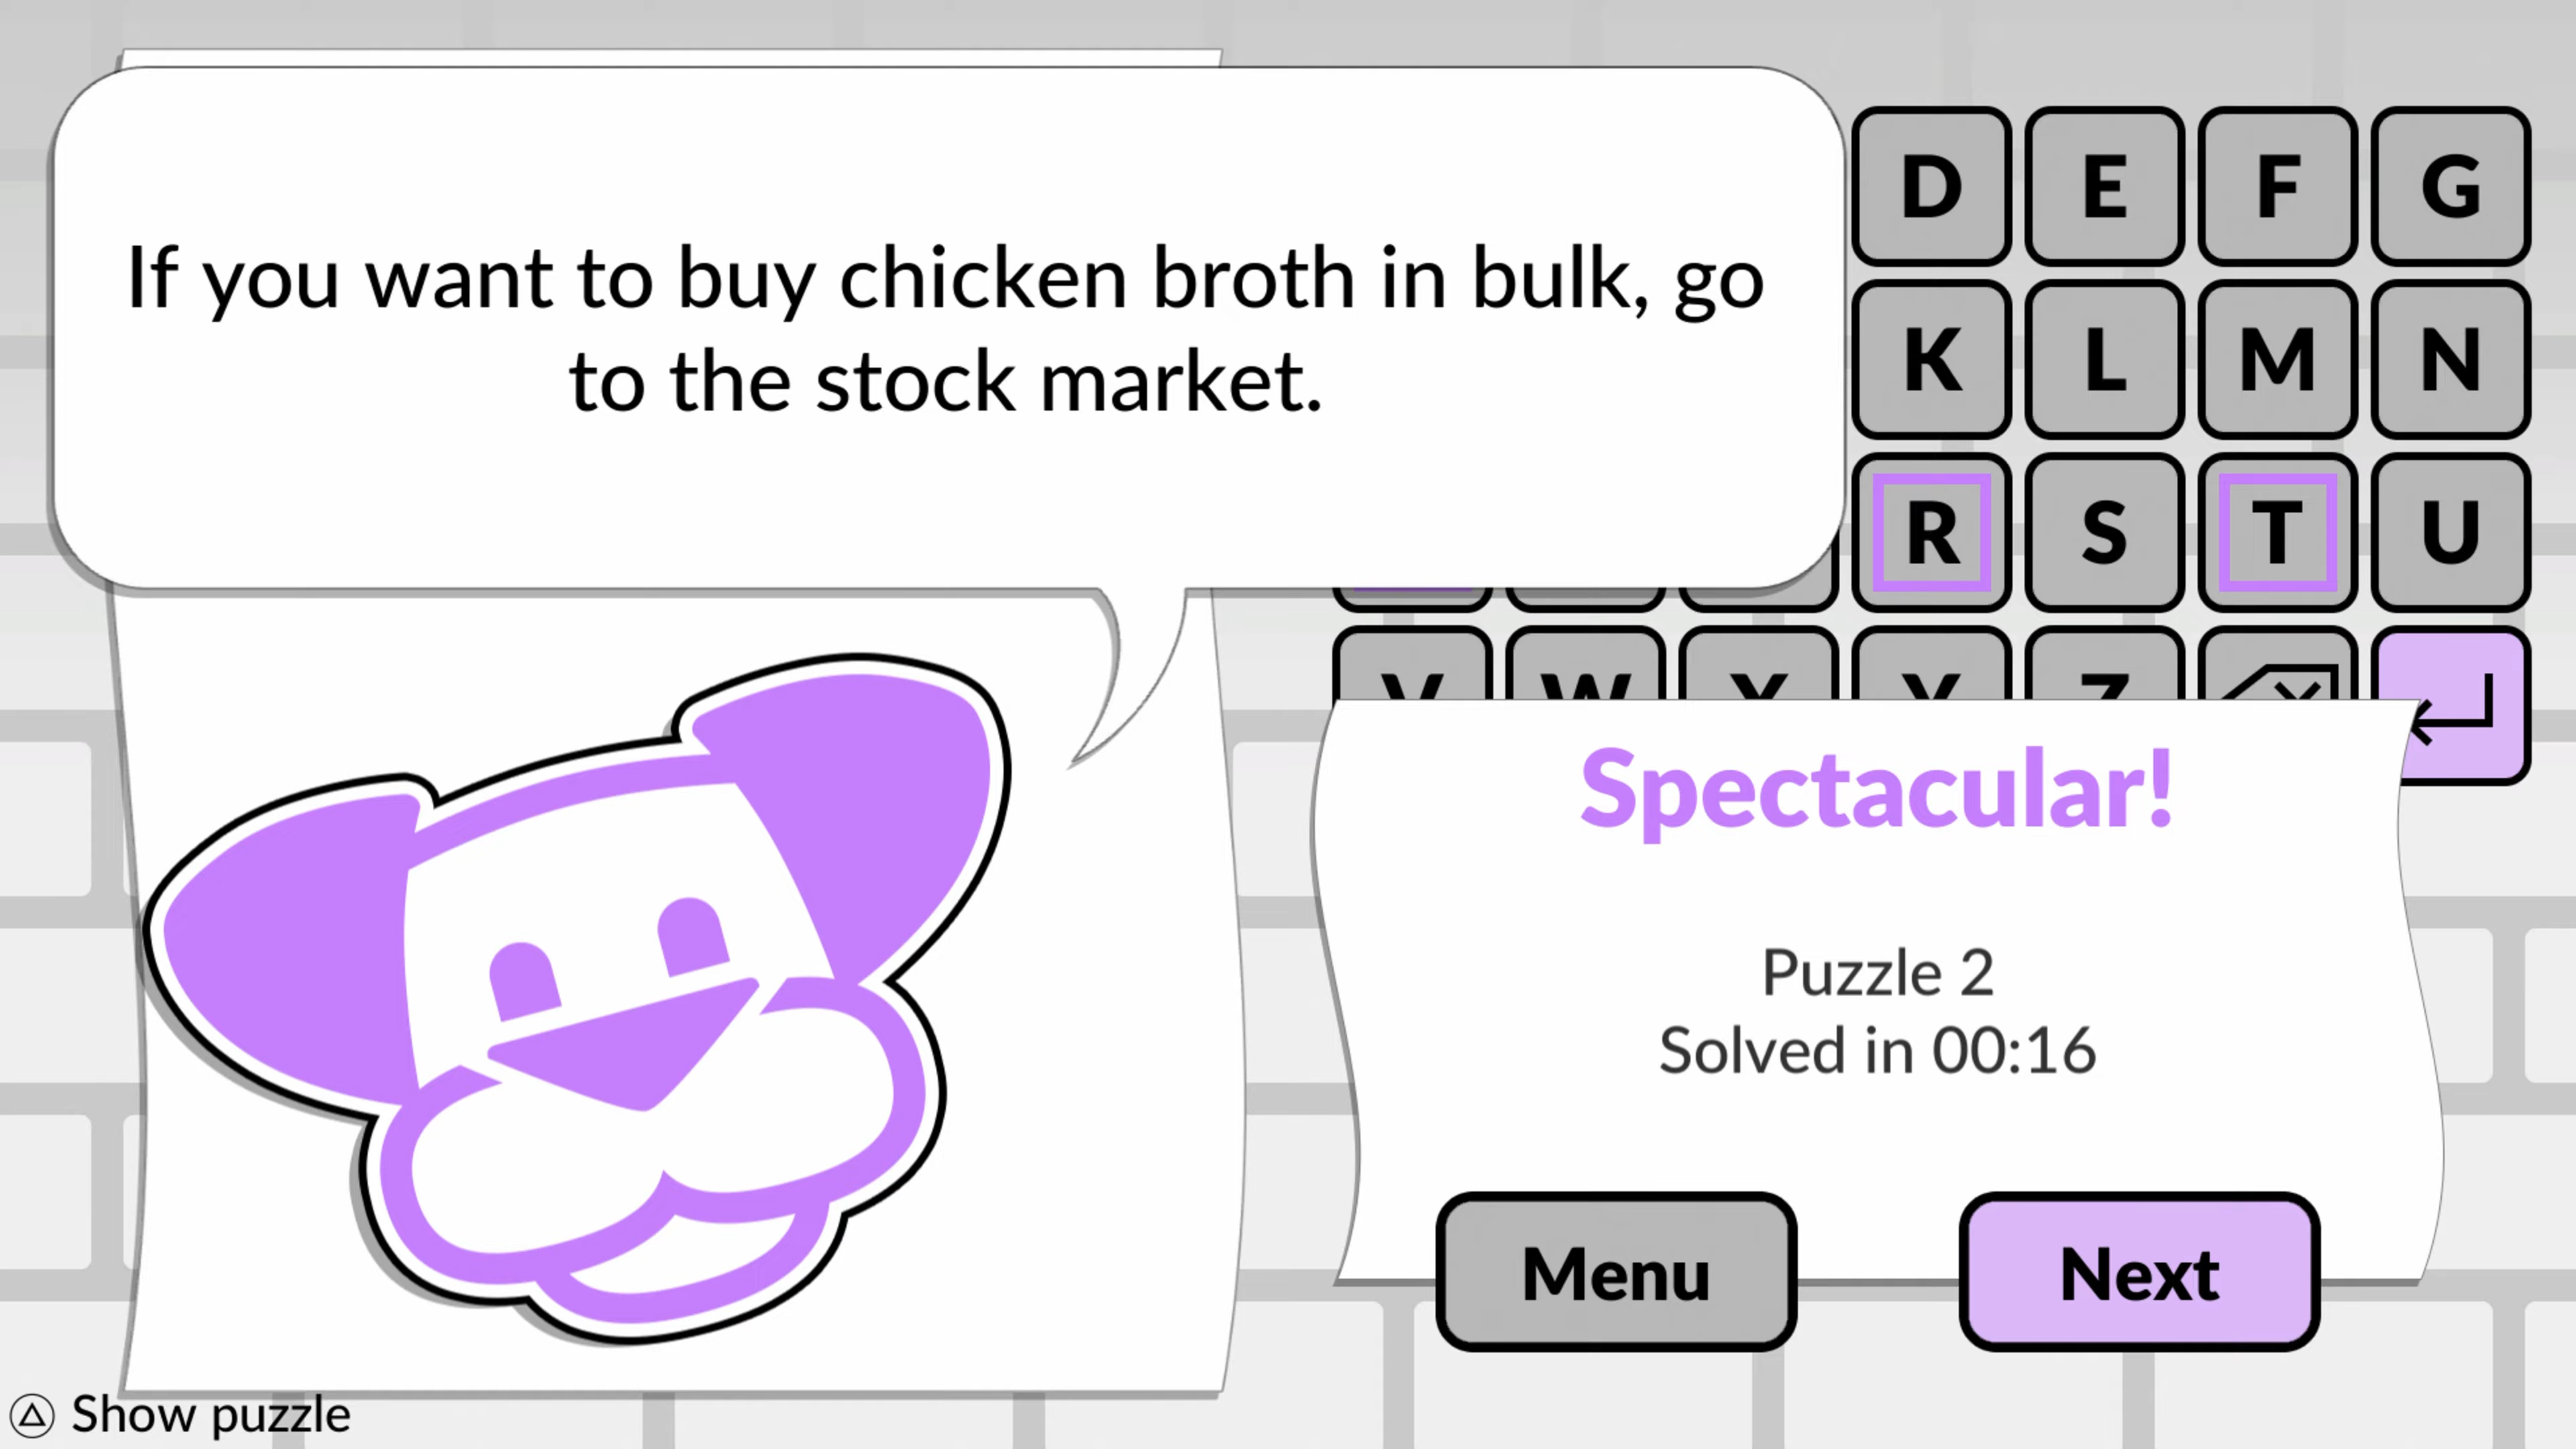 If you want to buy chicken broth in bulk, go
to the stock market.
D E F G
K L M N
R S T U
V W X Y Z
Spectacular!
Puzzle 2
Solved in 00:16
Menu Next
Show puzzle